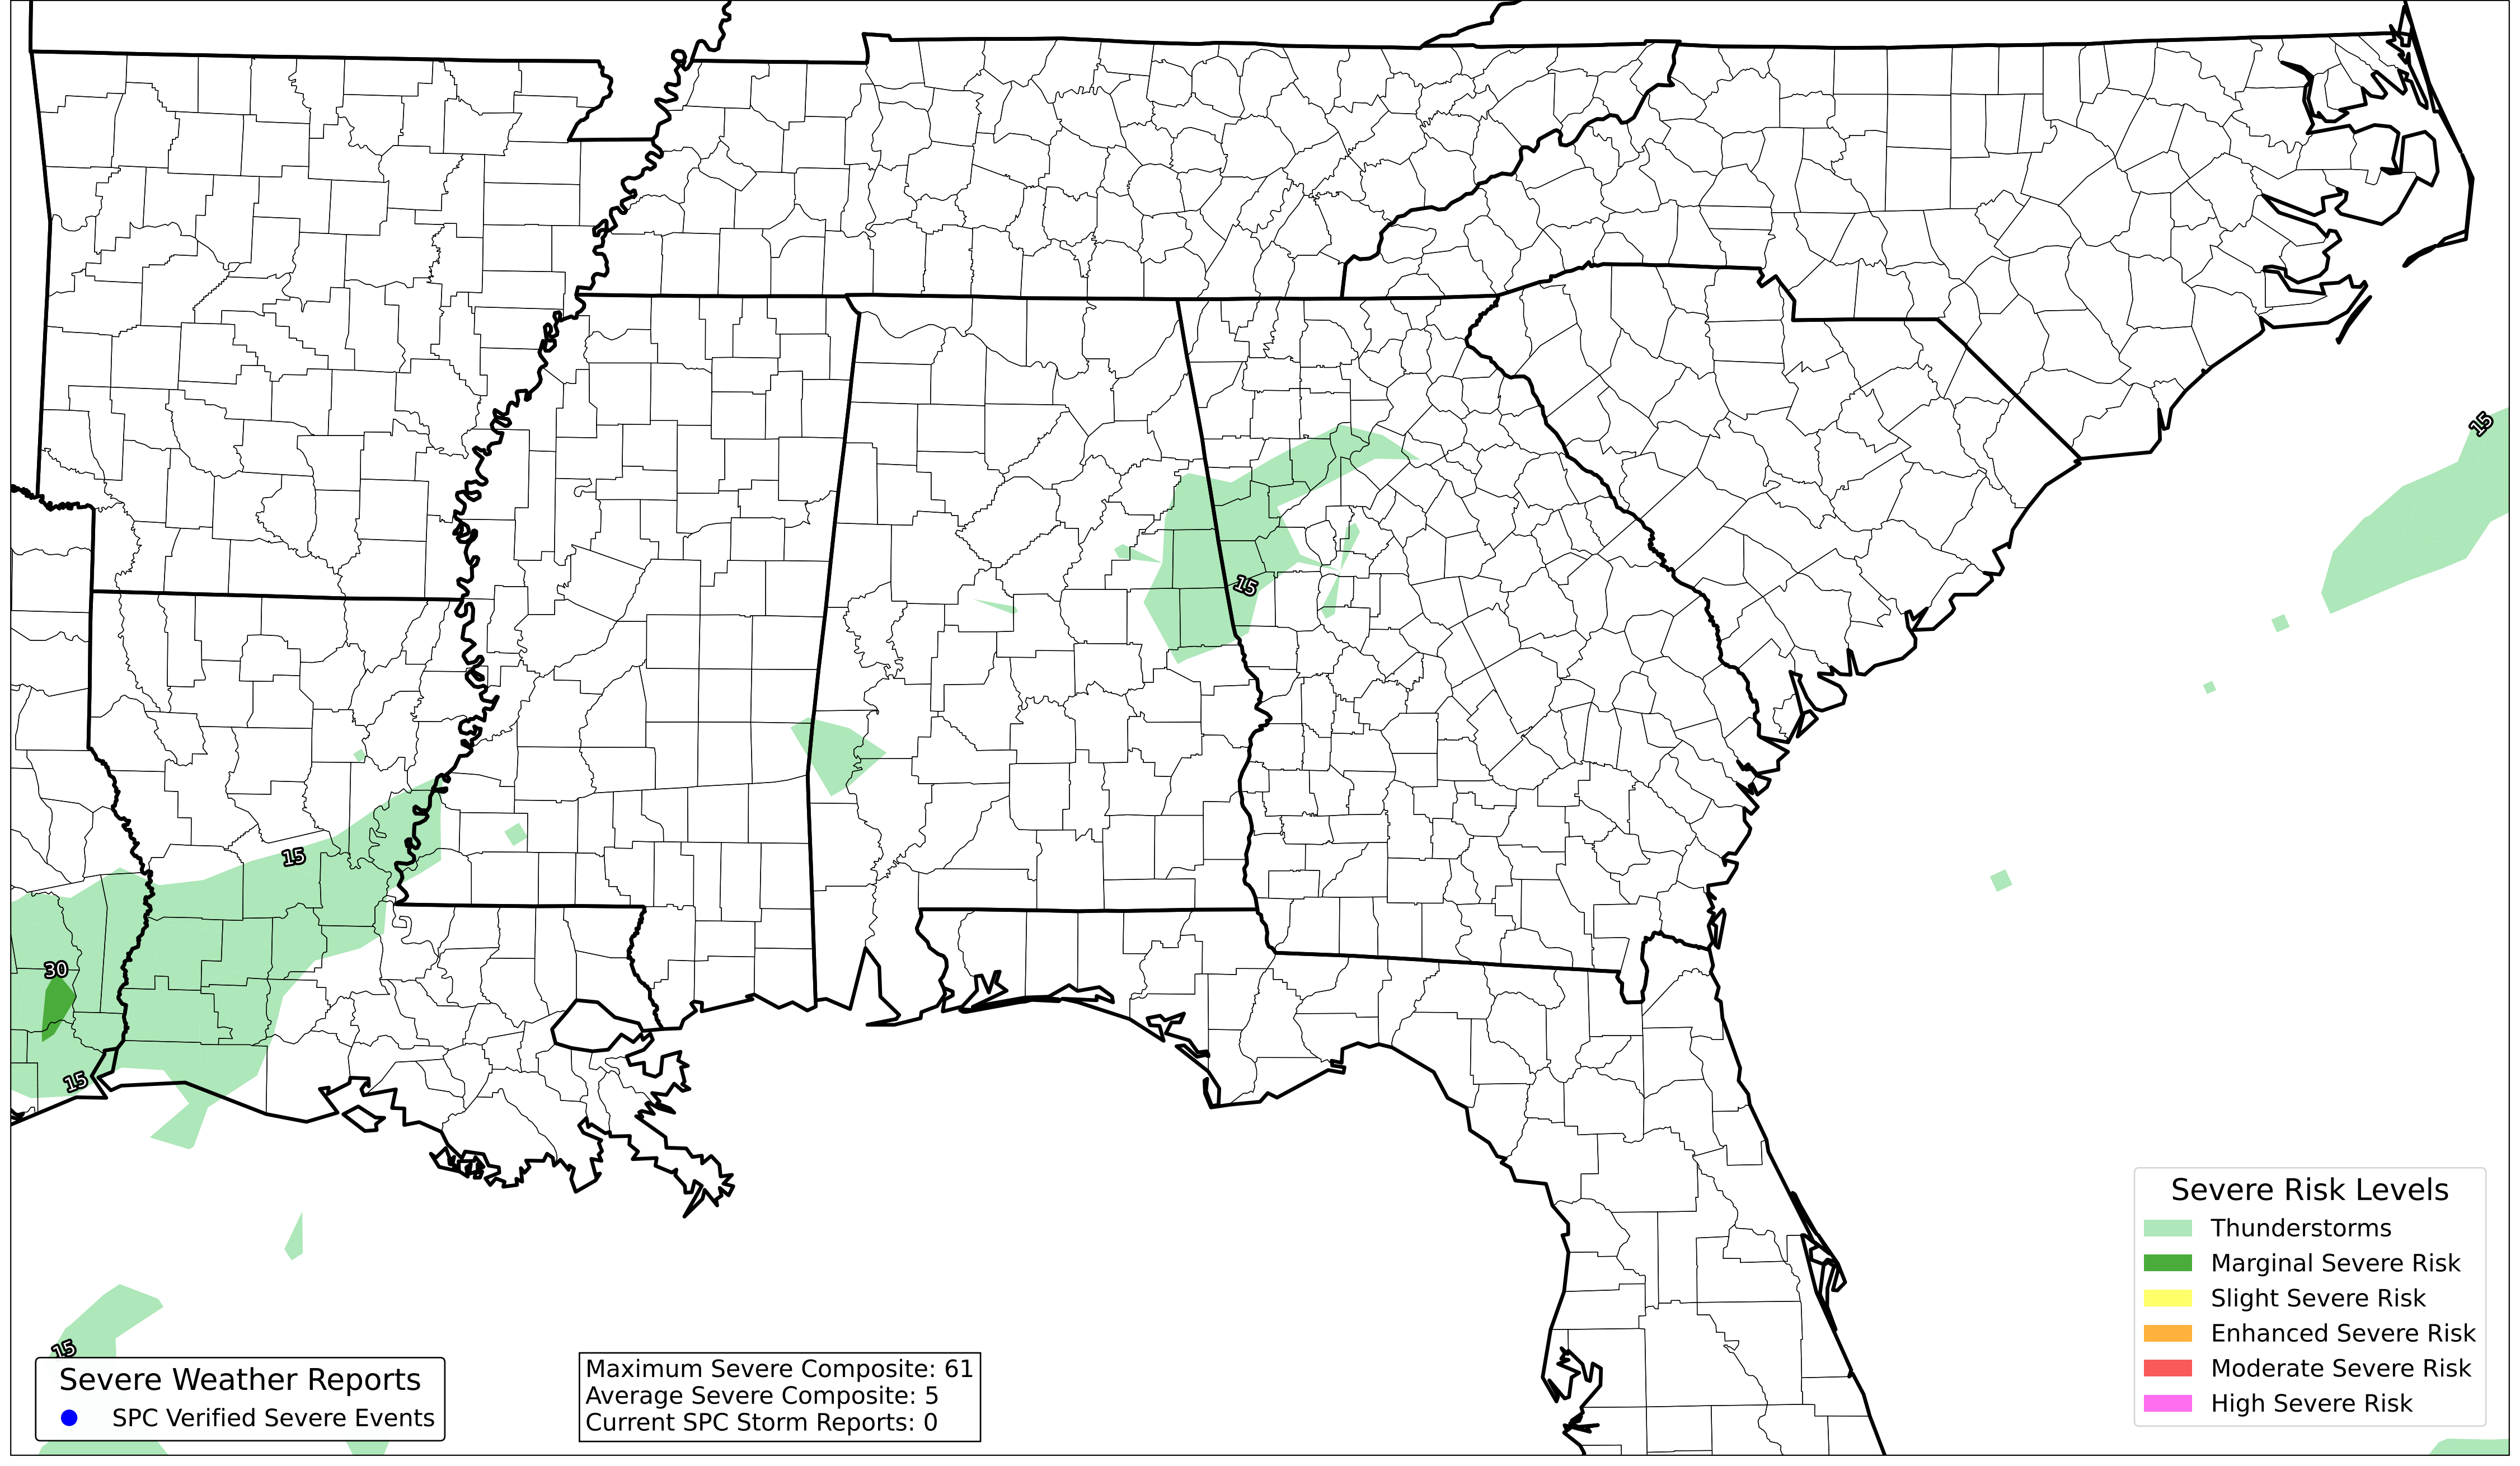 15
15
15
30
15
15
Severe Risk Levels
Thunderstorms
Marginal Severe Risk
Slight Severe Risk
Enhanced Severe Risk
Moderate Severe Risk
High Severe Risk
Severe Weather Reports
SPC Verified Severe Events
Maximum Severe Composite: 61
Average Severe Composite: 5
Current SPC Storm Reports: 0